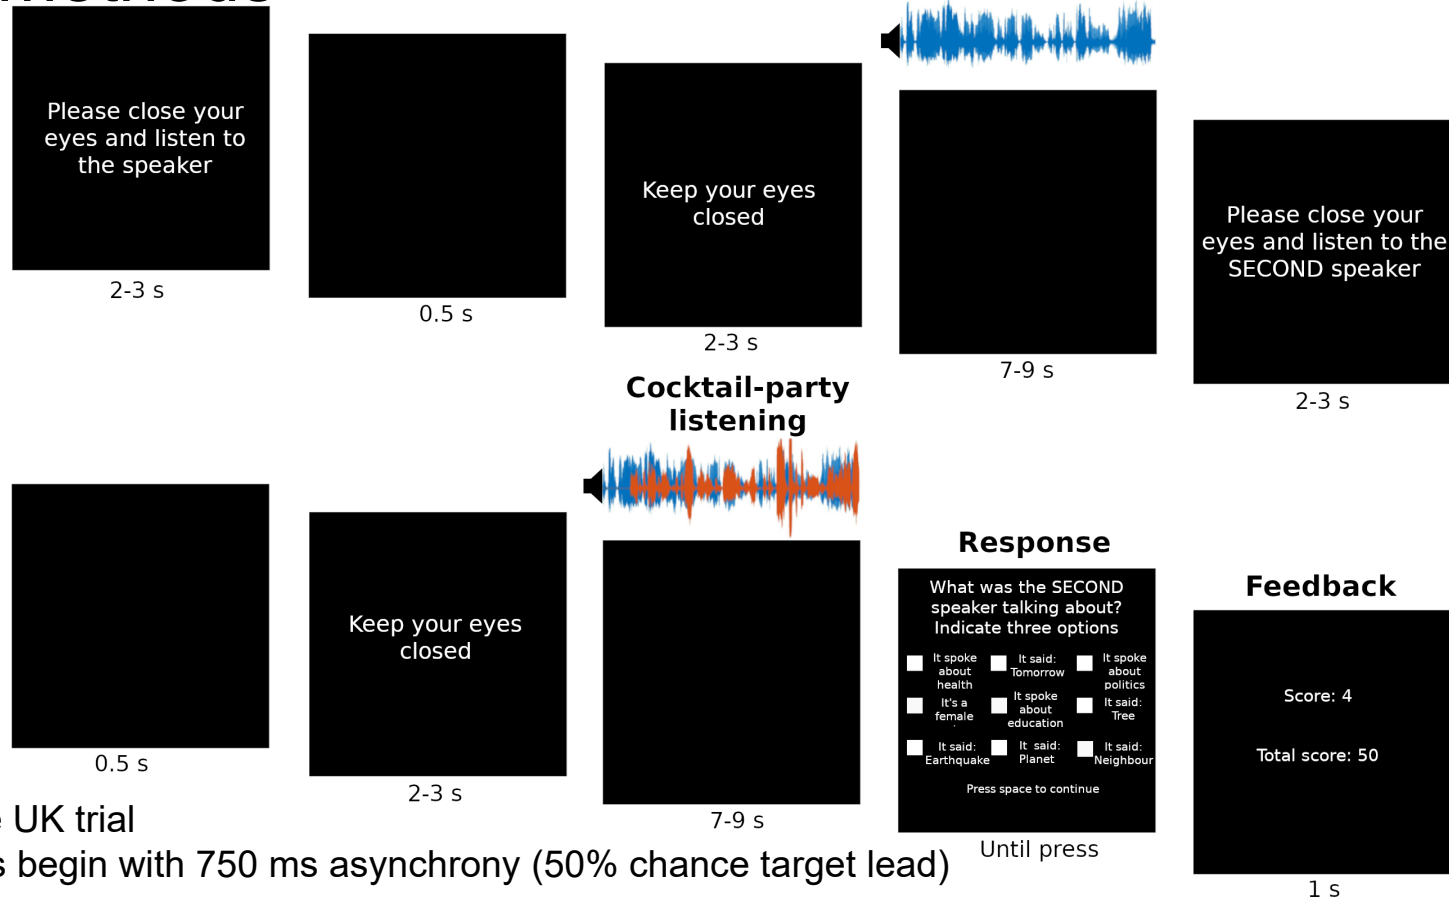 Please close your
eyes and listen to
the speaker
2-3 s
0.5 s
Keep your eyes
closed
2-3 s
7-9 s
Please close your
eyes and listen to the
SECOND speaker
2-3 s
0.5 s
Keep your eyes
closed
2-3 s
Cocktail-party
listening
7-9 s
Response
What was the SECOND
speaker talking about?
Indicate three options
It spoke
about
health
It said:
Tomorrow
It spoke
about
politics
It's a
female
It spoke
about
education
It said:
Tree
It said:
Earthquake
It said:
Planet
It said:
Neighbour
Press space to continue
Until press
Feedback
Score: 4
Total score: 50
1 s
UK trial
begin with 750 ms asynchrony (50% chance target lead)